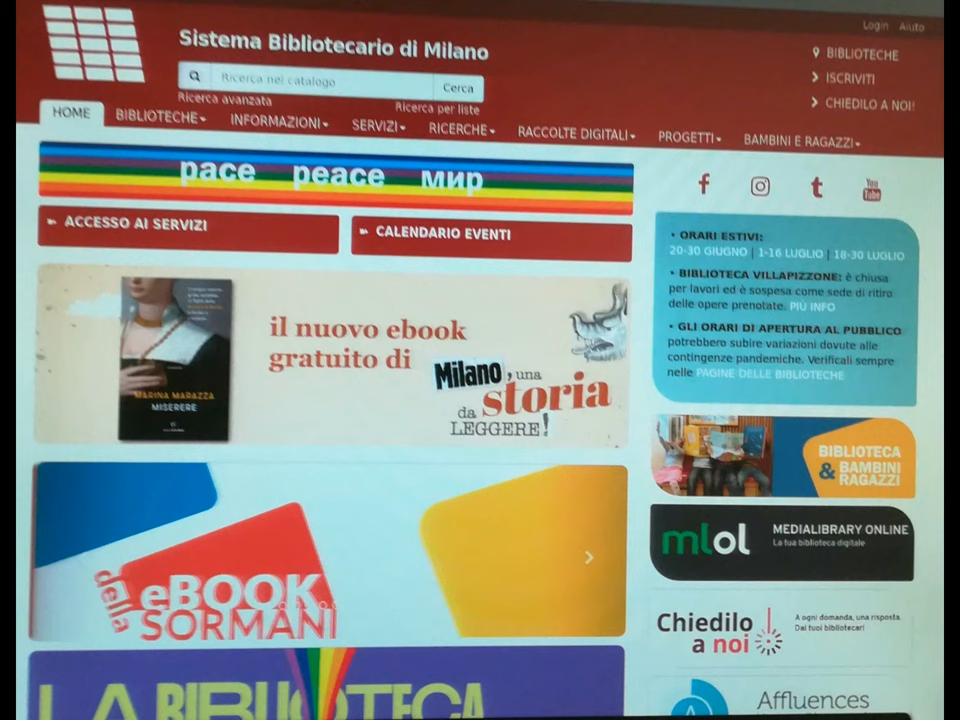 Login Aiuto
Sistema Bibliotecario di Milano
Ricerca nel catalogo Cerca
Ricerca avanzata Ricerca per liste
BIBLIOTECHE
ISCRIVITI
CHIEDILO A NOI!
HOME BIBLIOTECHE INFORMAZIONI SERVIZI RICERCHE RACCOLTE DIGITALI PROGETTI BAMBINI E RAGAZZI
pace peace мир
ACCESSO AI SERVIZI
CALENDARIO EVENTI
MARINA MARAZZA
MISERERE
il nuovo ebook
gratuito di
Milano, una
da storia
LEGGERE!
della
eBOOK
SORMANI
LA BIBLIOTECA
f t You
Tube
• ORARI ESTIVI:
20-30 GIUGNO | 1-16 LUGLIO | 18-30 LUGLIO
• BIBLIOTECA VILLAPIZZONE: è chiusa
per lavori ed è sospesa come sede di ritiro
delle opere prenotate. PIÙ INFO
• GLI ORARI DI APERTURA AL PUBBLICO
potrebbero subire variazioni dovute alle
contingenze pandemiche. Verificali sempre
nelle PAGINE DELLE BIBLIOTECHE
BIBLIOTECA
& BAMBINI
RAGAZZI
mlol MEDIALIBRARY ONLINE
La tua biblioteca digitale
Chiedilo
a noi
A ogni domanda, una risposta.
Dai tuoi bibliotecari
Affluences